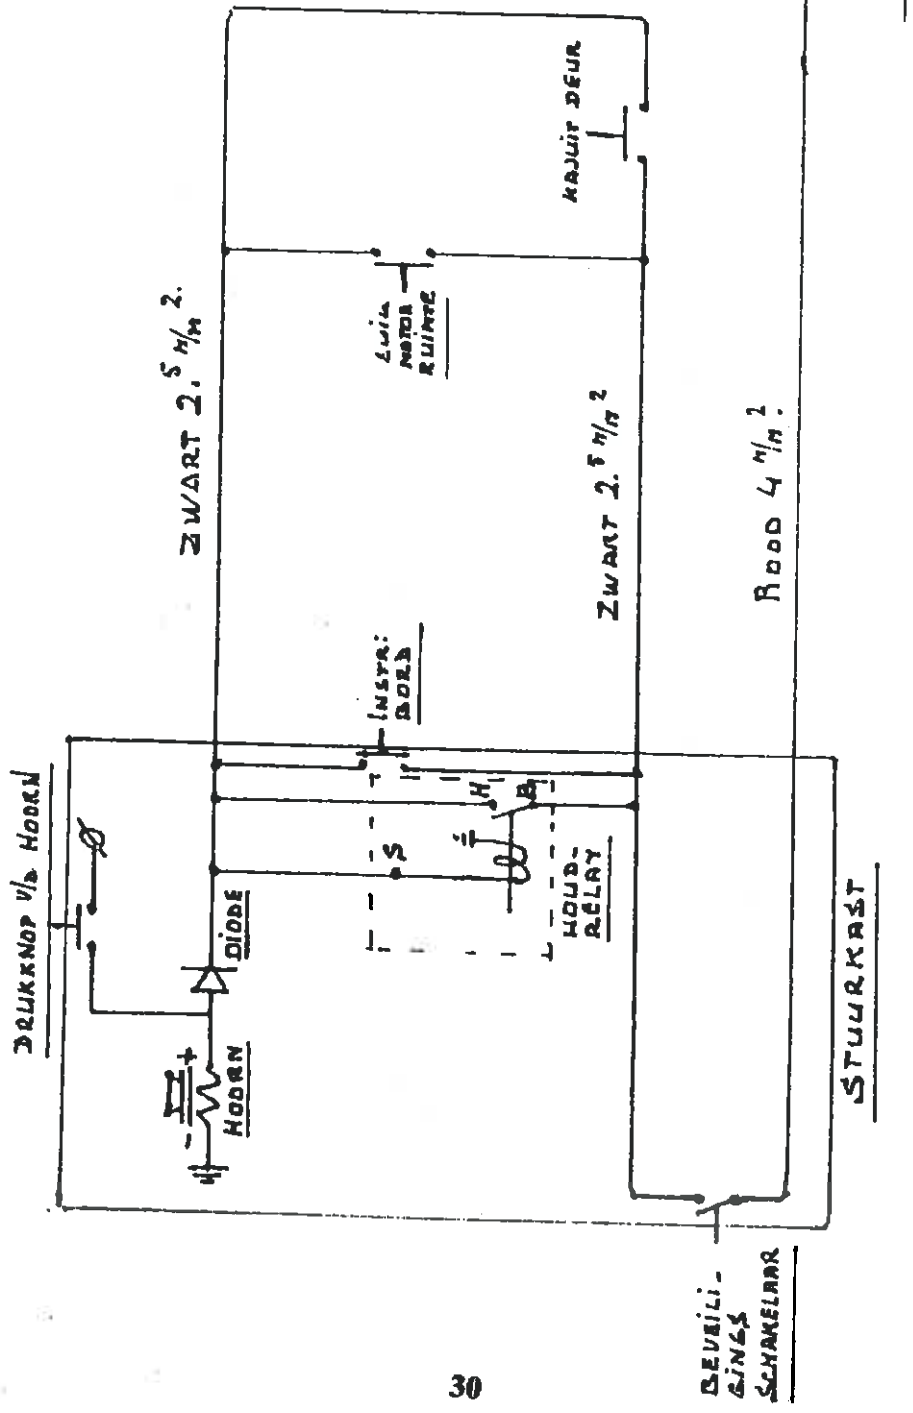 DRUKKNOP V/D HOORN
DIODE
- +
HOORN
ZWART 2.5 M/M 2.
INSTR:
BORD
S
H
B
HOUD-
RELAY
LUIK
MOTOR
RUIMTE
KAJUIT DEUR
ZWART 2.5 M/M 2
ROOD 4 M/M 2.
STUURKAST
BEVEILI-
GINGS
SCHAKELAAR
30